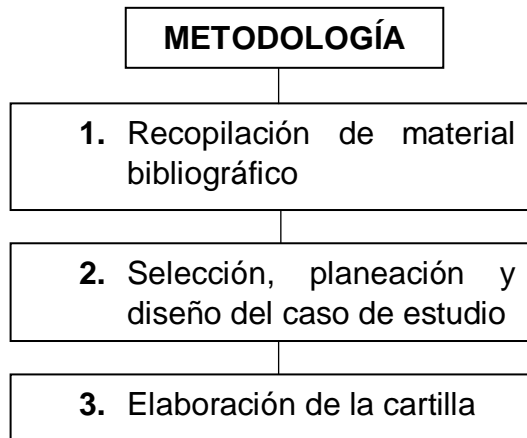 METODOLOGÍA
1. Recopilación de material
bibliográfico
2. Selección, planeación y
diseño del caso de estudio
3. Elaboración de la cartilla